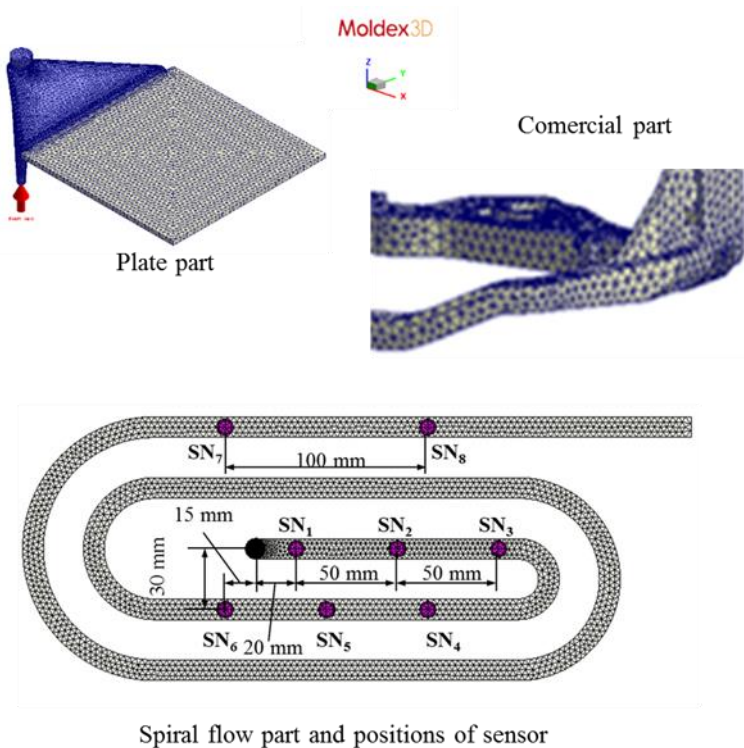 Moldex3D
Z
Y
X
Comercial part
Plate part
SN7
SN8
100 mm
15 mm
SN1
SN2
SN3
30 mm
50 mm
50 mm
SN6
20 mm
SN5
SN4
Spiral flow part and positions of sensor